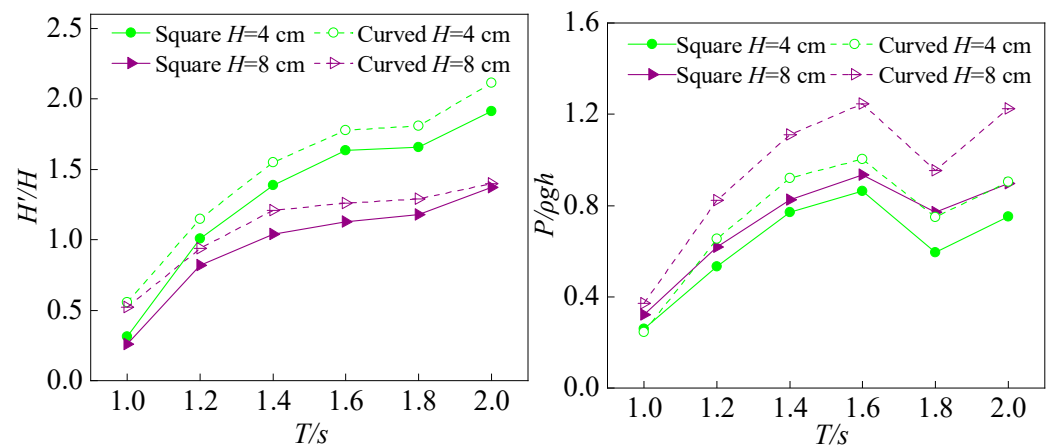 2.5
2.0
1.5
1.0
0.5
0.0
H'/H
Square H=4 cm Curved H=4 cm
Square H=8 cm Curved H=8 cm
1.0 1.2 1.4 1.6 1.8 2.0
T/s
1.6
1.2
0.8
0.4
0.0
P/ρgh
Square H=4 cm Curved H=4 cm
Square H=8 cm Curved H=8 cm
1.0 1.2 1.4 1.6 1.8 2.0
T/s